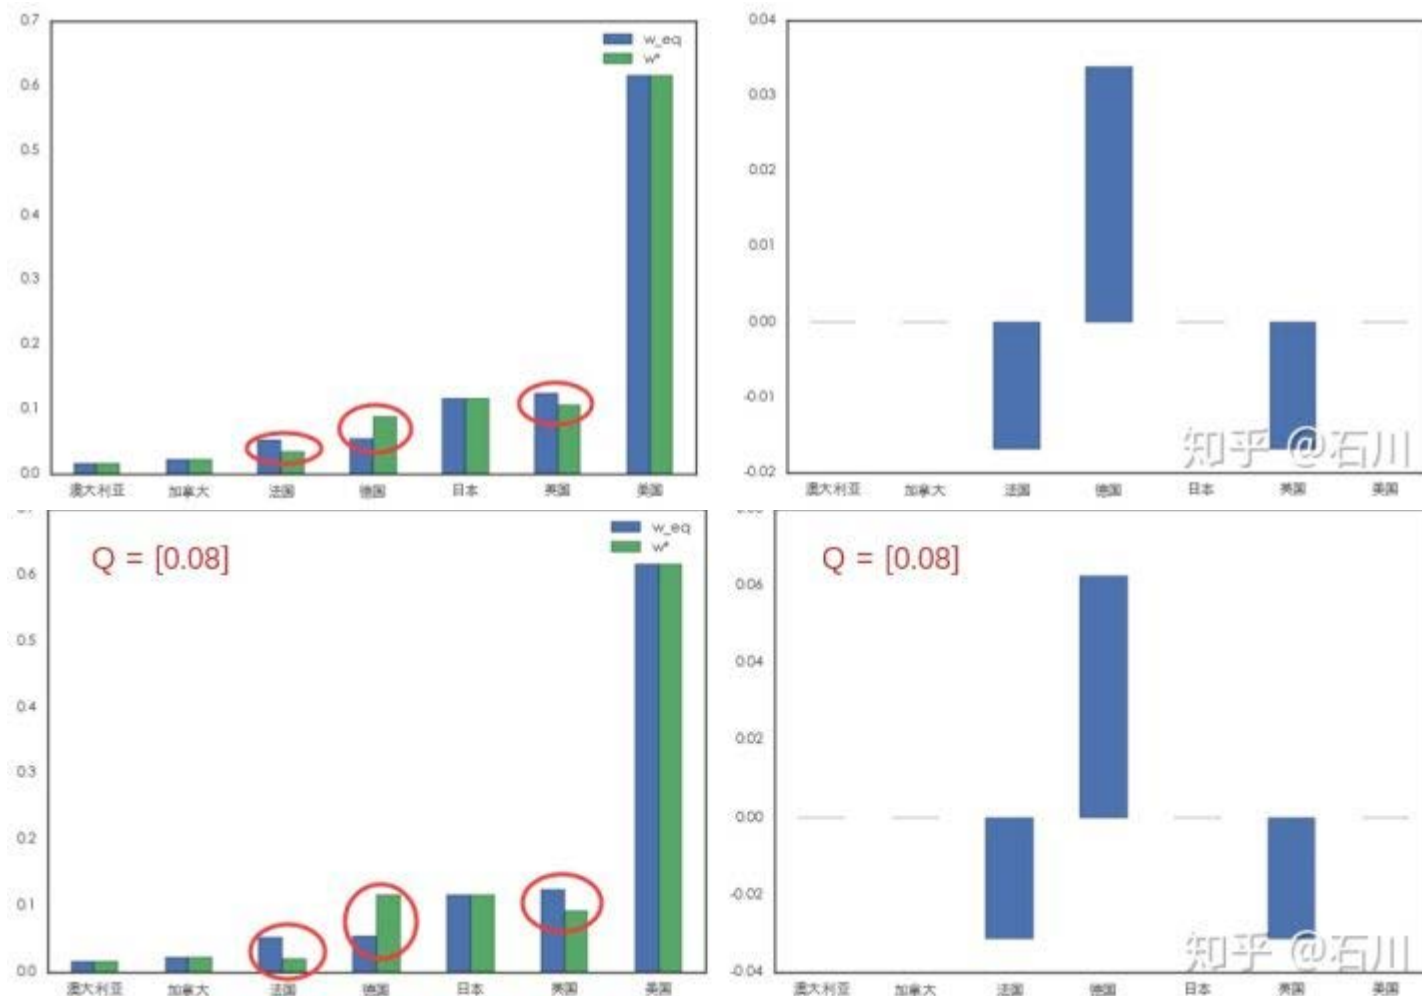 0.7
0.6
0.5
0.4
0.3
0.2
0.1
0.0
w_eq
w*
澳大利亚
加拿大
法国
德国
日本
英国
美国
0.04
0.03
0.02
0.01
0.00
-0.01
-0.02
知乎 @石川
澳大利亚
加拿大
法国
德国
日本
英国
美国
Q = [0.08]
0.6
0.5
0.4
0.3
0.2
0.1
0.0
w_eq
w*
澳大利亚
加拿大
法国
德国
日本
英国
美国
Q = [0.08]
0.06
0.04
0.02
0.00
-0.02
-0.04
知乎 @石川
澳大利亚
加拿大
法国
德国
日本
英国
美国